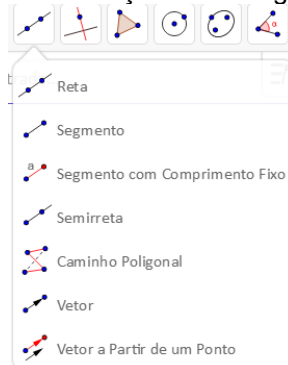 Reta
Segmento
a
Segmento com Comprimento Fixo
Semirreta
Caminho Poligonal
Vetor
Vetor a Partir de um Ponto